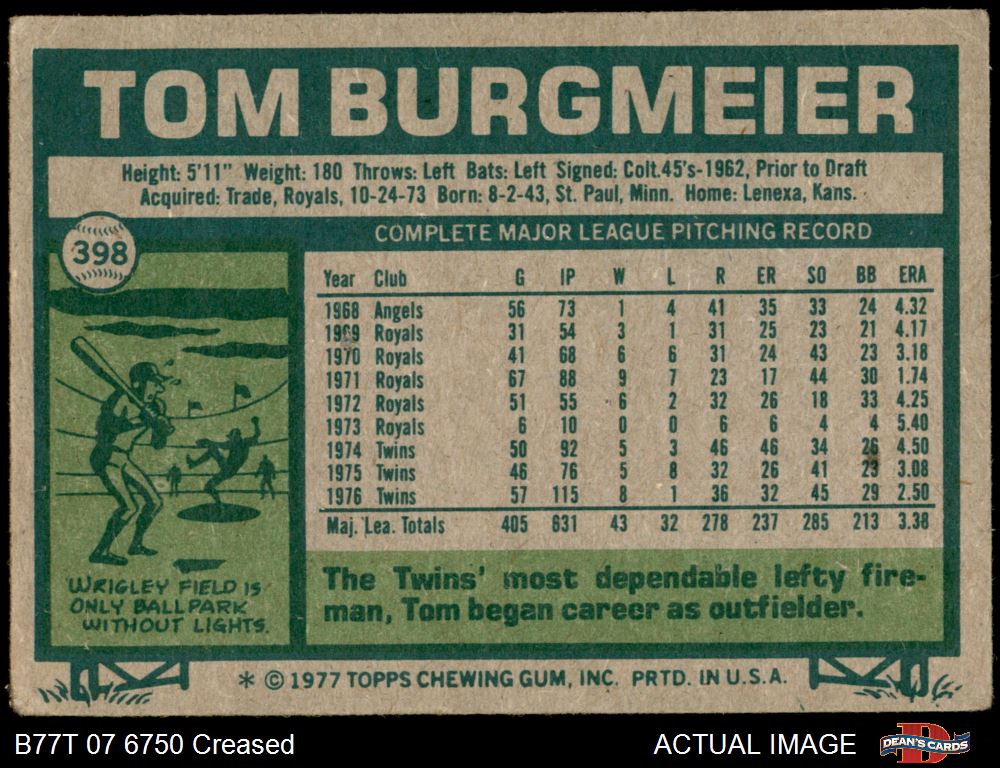 TOM BURGMEIER
Height: 5'11" Weight: 180 Throws: Left Bats: Left Signed: Colt.45's-1962, Prior to Draft
Acquired: Trade, Royals, 10-24-73 Born: 8-2-43, St. Paul, Minn. Home: Lenexa, Kans.
398
COMPLETE MAJOR LEAGUE PITCHING RECORD
Year Club G IP W L R ER SO BB ERA
1968 Angels 56 73 1 4 41 35 33 24 4.32
1969 Royals 31 54 3 1 31 25 23 21 4.17
1970 Royals 41 68 6 6 31 24 43 23 3.18
1971 Royals 67 88 9 7 23 17 44 30 1.74
1972 Royals 51 55 6 2 32 26 18 33 4.25
1973 Royals 6 10 0 0 6 6 4 4 5.40
1974 Twins 50 92 5 3 46 46 34 26 4.50
1975 Twins 46 76 5 8 32 26 41 23 3.08
1976 Twins 57 115 8 1 36 32 45 29 2.50
Maj. Lea. Totals 405 631 43 32 278 237 285 213 3.38
WRIGLEY FIELD IS
ONLY BALLPARK
WITHOUT LIGHTS.
The Twins' most dependable lefty fire-
man, Tom began career as outfielder.
* © 1977 TOPPS CHEWING GUM, INC. PRTD. IN U.S.A.
B77T 07 6750 Creased
ACTUAL IMAGE
B
DEAN'S CARDS